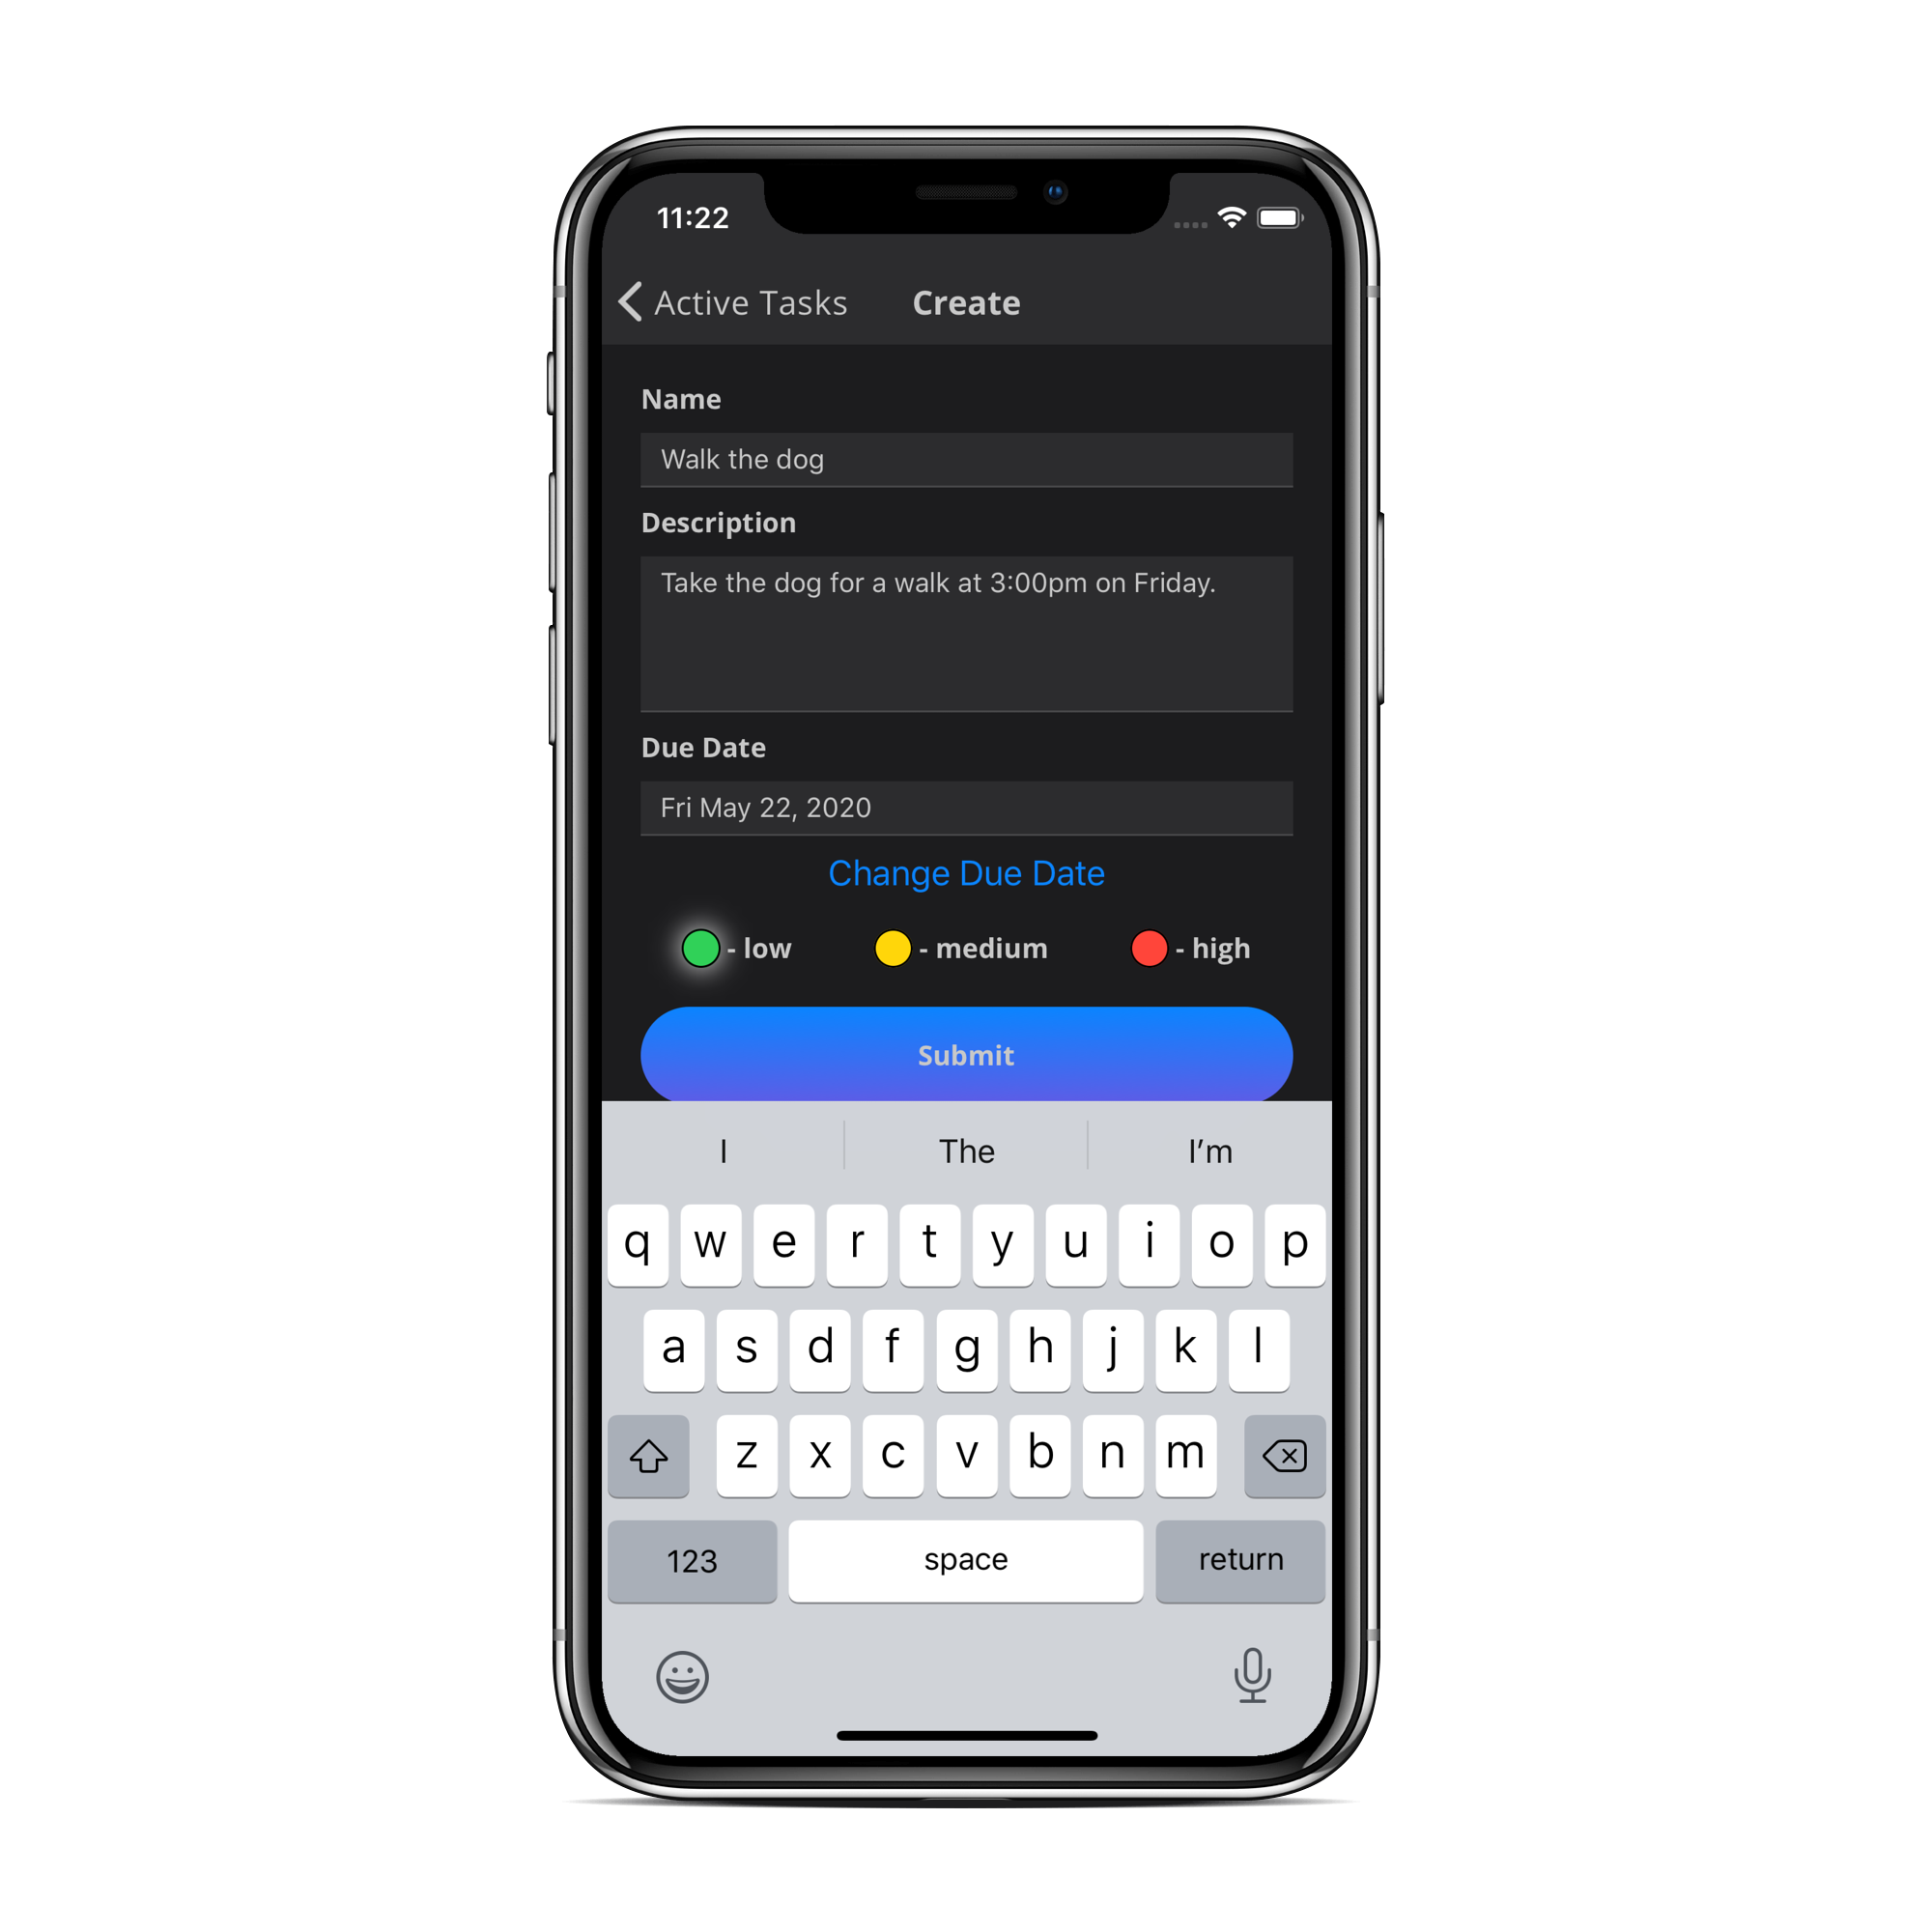 11:22
Active Tasks Create
Name
Walk the dog
Description
Take the dog for a walk at 3:00pm on Friday.
Due Date
Fri May 22, 2020
Change Due Date
- low - medium - high
Submit
I The I’m
q w e r t y u i o p
a s d f g h j k l
z x c v b n m
123 space return